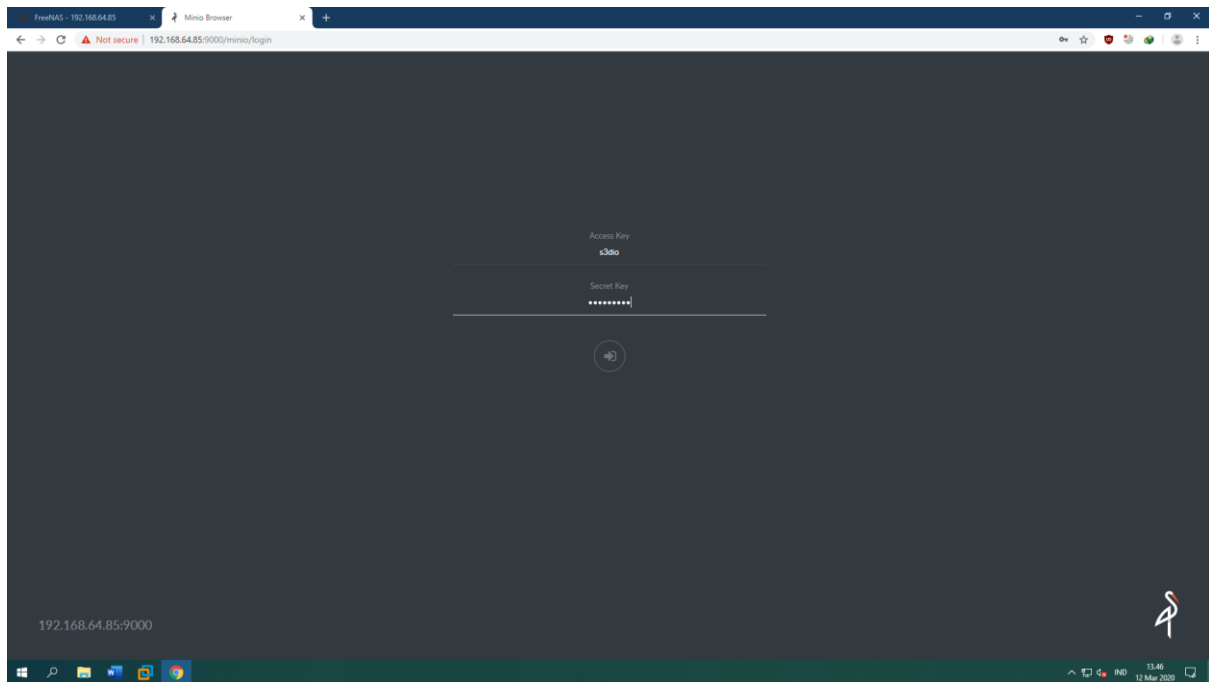 FreeNAS - 192.168.64.85
Minio Browser
Not secure | 192.168.64.85:9000/minio/login
Access Key
s3dio
Secret Key
•••••••••
192.168.64.85:9000
IND
13.46
12 Mar 2020